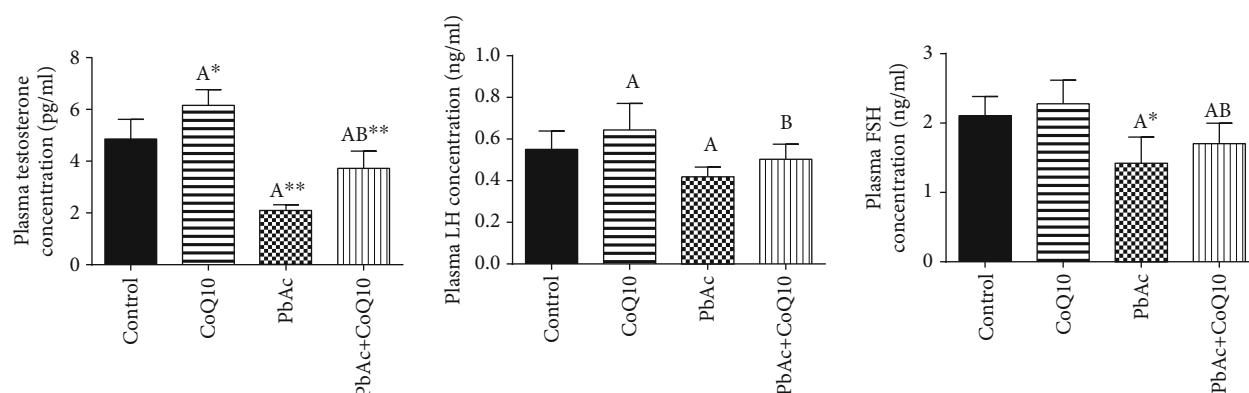 Plasma testosterone
concentration (pg/ml)
8
6
4
2
0
A*
A**
AB**
Control
CoQ10
PbAc
PbAc+CoQ10
Plasma LH concentration (ng/ml)
1.0
0.8
0.6
0.4
0.2
0.0
A
A
B
Control
CoQ10
PbAc
PbAc+CoQ10
Plasma FSH
concentration (ng/ml)
3
2
1
0
A*
AB
Control
CoQ10
PbAc
PbAc+CoQ10